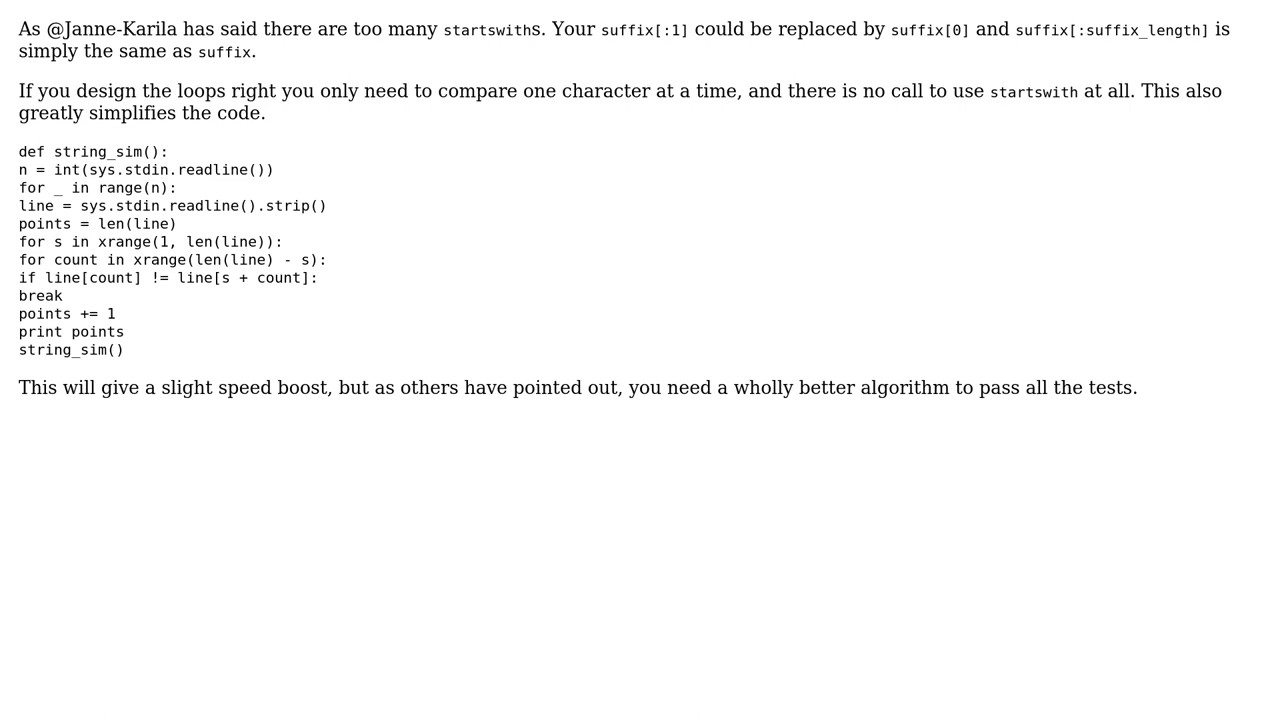 As @Janne-Karila has said there are too many startswiths. Your suffix[:1] could be replaced by suffix[0] and suffix[:suffix_length] is
simply the same as suffix.
If you design the loops right you only need to compare one character at a time, and there is no call to use startswith at all. This also
greatly simplifies the code.
def string_sim():
n = int(sys.stdin.readline())
for _ in range(n):
line = sys.stdin.readline().strip()
points = len(line)
for s in xrange(1, len(line)):
for count in xrange(len(line) - s):
if line[count] != line[s + count]:
break
points += 1
print points
string_sim()
This will give a slight speed boost, but as others have pointed out, you need a wholly better algorithm to pass all the tests.